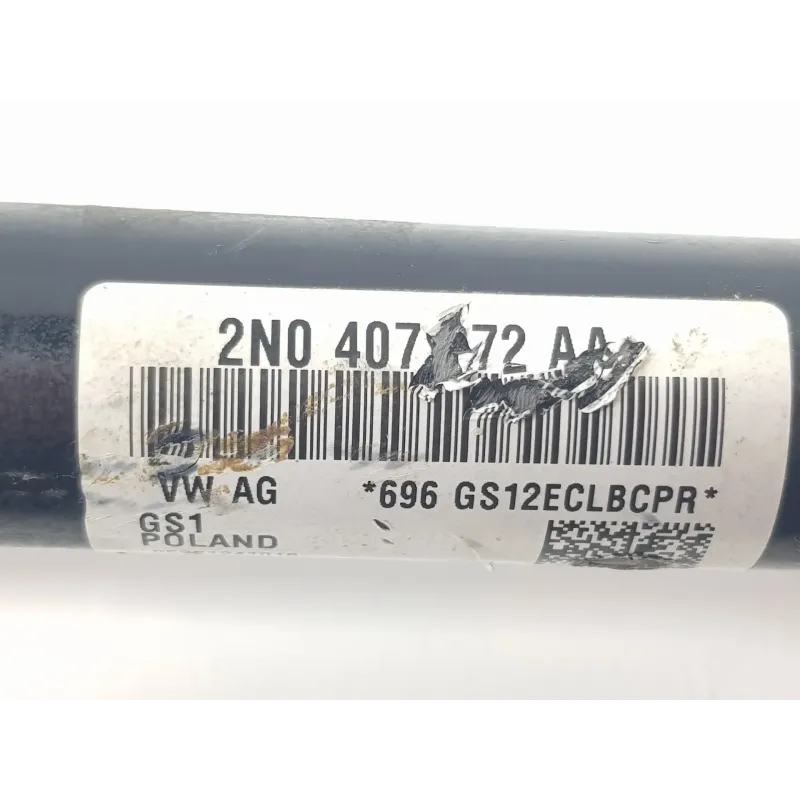 2N0 407 72 AA
VW AG *696 GS12ECLBCPR*
GS1
POLAND